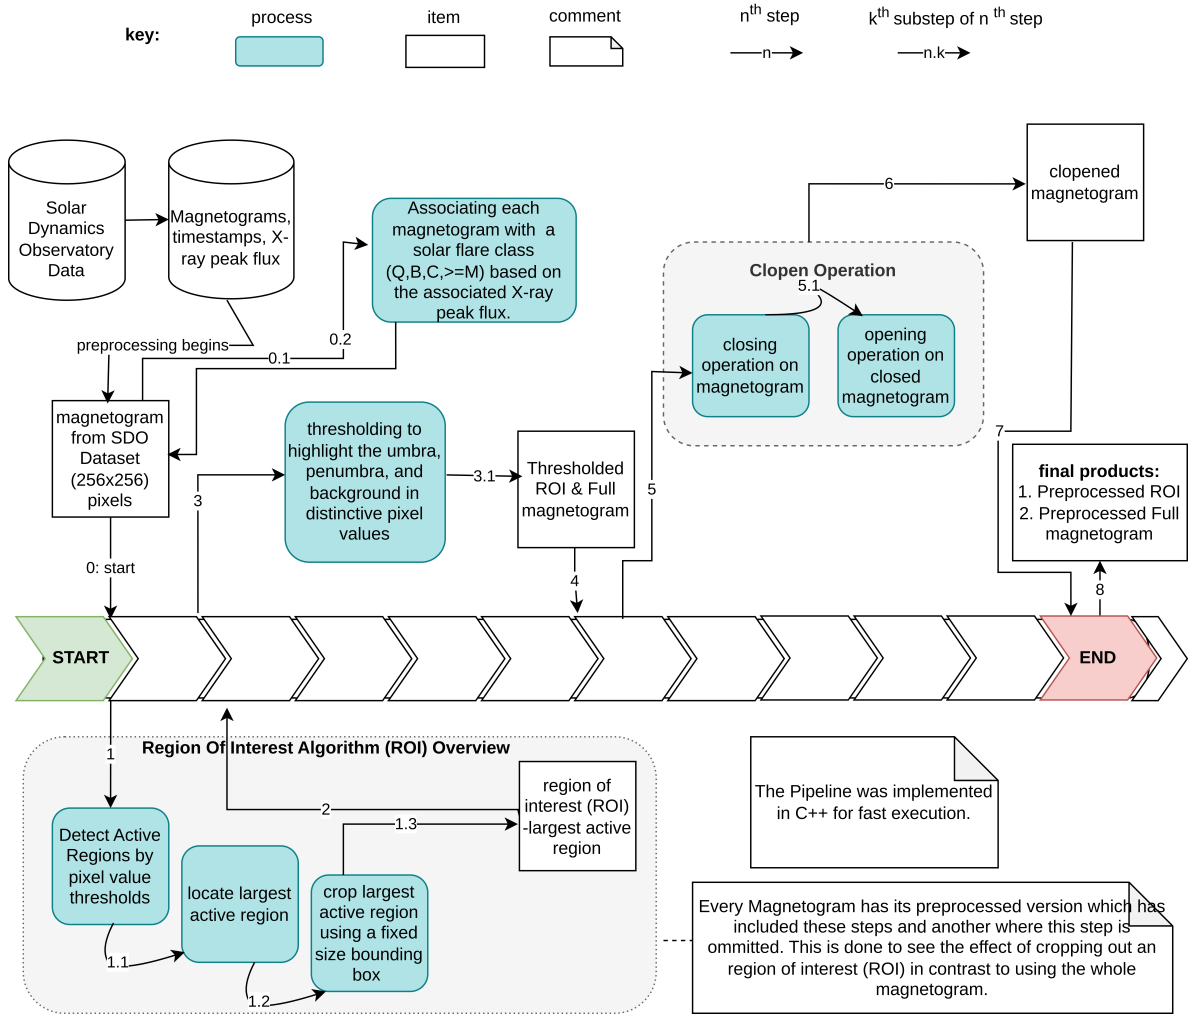 key:
process
item
comment
n th step
k th substep of n th step
n
n.k
Solar
Dynamics
Observatory
Data
Magnetograms,
timestamps, X-
ray peak flux
Associating each
magnetogram with a
solar flare class
(Q,B,C,>=M) based on
the associated X-ray
peak flux.
preprocessing begins
0.1
0.2
magnetogram
from SDO
Dataset
(256x256)
pixels
0: start
3
thresholding to
highlight the umbra,
penumbra, and
background in
distinctive pixel
values
3.1
Thresholded
ROI & Full
magnetogram
4
5
Clopen Operation
5.1
closing
operation on
magnetogram
opening
operation on
closed
magnetogram
6
clopened
magnetogram
7
final products:
1. Preprocessed ROI
2. Preprocessed Full
magnetogram
8
START
END
1
Region Of Interest Algorithm (ROI) Overview
Detect Active
Regions by
pixel value
thresholds
1.1
locate largest
active region
1.2
crop largest
active region
using a fixed
size bounding
box
1.3
2
region of
interest (ROI)
-largest active
region
The Pipeline was implemented
in C++ for fast execution.
Every Magnetogram has its preprocessed version which has
included these steps and another where this step is
ommitted. This is done to see the effect of cropping out an
region of interest (ROI) in contrast to using the whole
magnetogram.